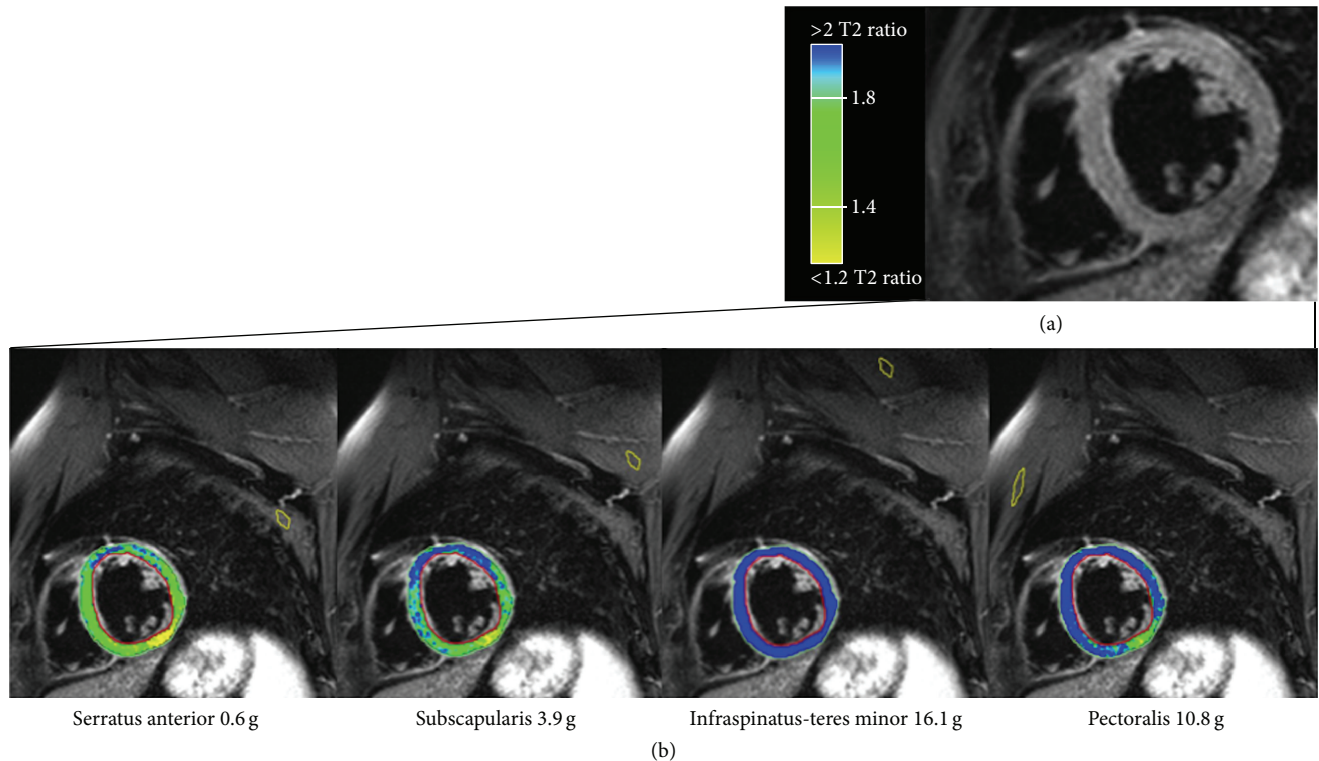 >2 T2 ratio
1.8
1.4
<1.2 T2 ratio
(a)
Serratus anterior 0.6 g
Subscapularis 3.9 g
Infraspinatus-teres minor 16.1 g
Pectoralis 10.8 g
(b)